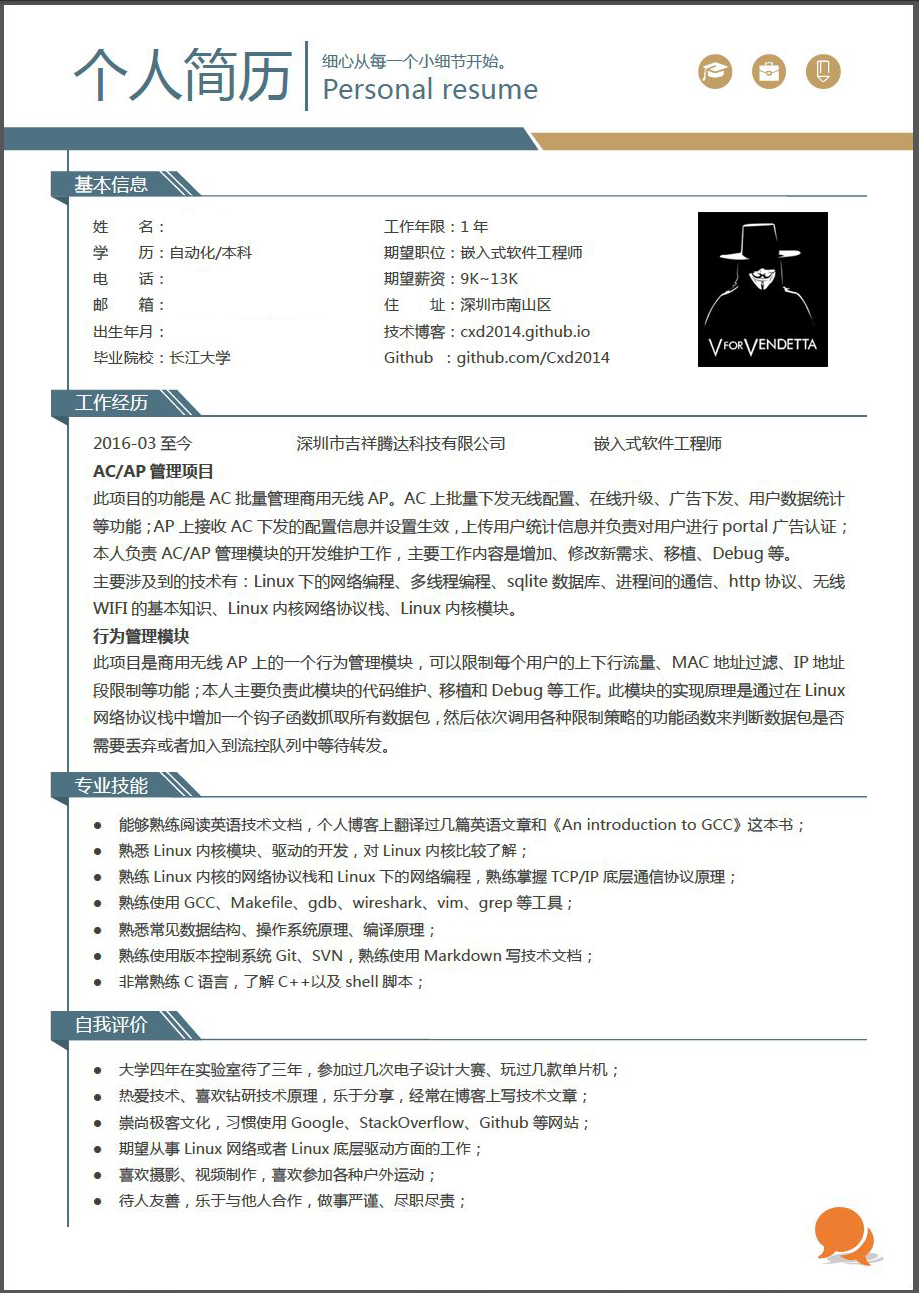 个人简历
细心从每一个小细节开始。
Personal resume
基本信息
姓 名：
工作年限：1 年
学 历：自动化/本科
期望职位：嵌入式软件工程师
电 话：
期望薪资：9K~13K
邮 箱：
住 址：深圳市南山区
出生年月：
技术博客：cxd2014.github.io
毕业院校：长江大学
Github ：github.com/Cxd2014
V FOR VENDETTA
工作经历
2016-03 至今 深圳市吉祥腾达科技有限公司 嵌入式软件工程师
AC/AP 管理项目
此项目的功能是 AC 批量管理商用无线 AP。AC 上批量下发无线配置、在线升级、广告下发、用户数据统计
等功能；AP 上接收 AC 下发的配置信息并设置生效，上传用户统计信息并负责对用户进行 portal 广告认证；
本人负责 AC/AP 管理模块的开发维护工作，主要工作内容是增加、修改新需求、移植、Debug 等。
主要涉及到的技术有：Linux 下的网络编程、多线程编程、sqlite 数据库、进程间的通信、http 协议、无线
WIFI 的基本知识、Linux 内核网络协议栈、Linux 内核模块。
行为管理模块
此项目是商用无线 AP 上的一个行为管理模块，可以限制每个用户的上下行流量、MAC 地址过滤、IP 地址
段限制等功能；本人主要负责此模块的代码维护、移植和 Debug 等工作。此模块的实现原理是通过在 Linux
网络协议栈中增加一个钩子函数抓取所有数据包，然后依次调用各种限制策略的功能函数来判断数据包是否
需要丢弃或者加入到流控队列中等待转发。
专业技能
● 能够熟练阅读英语技术文档，个人博客上翻译过几篇英语文章和《An introduction to GCC》这本书；
● 熟悉 Linux 内核模块、驱动的开发，对 Linux 内核比较了解；
● 熟练 Linux 内核的网络协议栈和 Linux 下的网络编程，熟练掌握 TCP/IP 底层通信协议原理；
● 熟练使用 GCC、Makefile、gdb、wireshark、vim、grep 等工具；
● 熟悉常见数据结构、操作系统原理、编译原理；
● 熟练使用版本控制系统 Git、SVN，熟练使用 Markdown 写技术文档；
● 非常熟练 C 语言，了解 C++以及 shell 脚本；
自我评价
● 大学四年在实验室待了三年，参加过几次电子设计大赛、玩过几款单片机；
● 热爱技术、喜欢钻研技术原理，乐于分享，经常在博客上写技术文章；
● 崇尚极客文化，习惯使用 Google、StackOverflow、Github 等网站；
● 期望从事 Linux 网络或者 Linux 底层驱动方面的工作；
● 喜欢摄影、视频制作，喜欢参加各种户外运动；
● 待人友善，乐于与他人合作，做事严谨、尽职尽责；